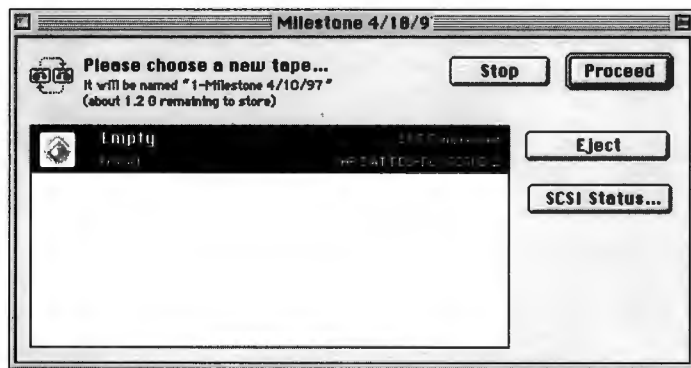 Milestone 4/10/9
Please choose a new tape...
It will be named "1-Milestone 4/10/97"
(about 1.2 G remaining to store)
Stop
Proceed
Empty
Eject
SCSI Status...